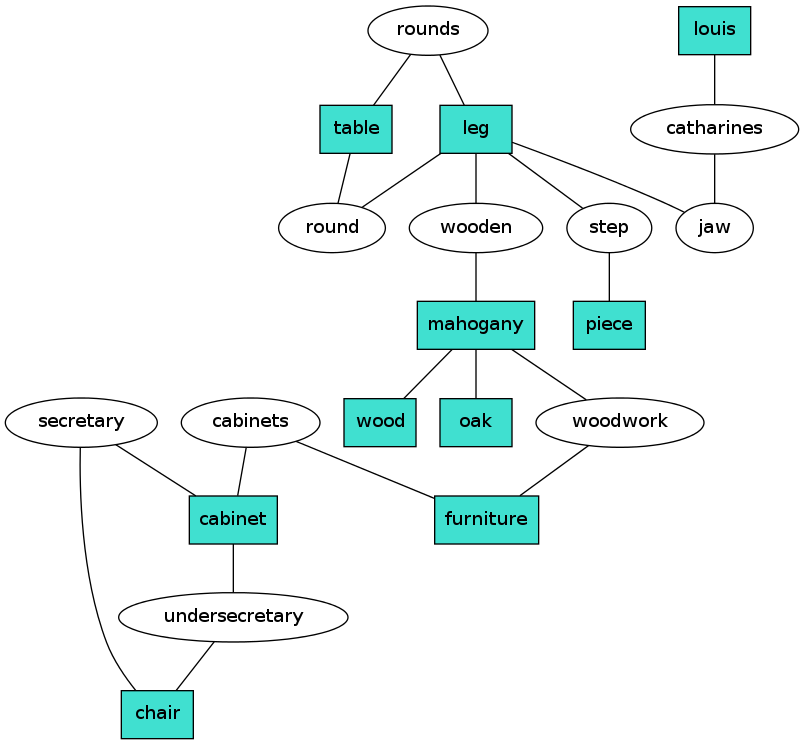 rounds
louis
table
leg
catharines
round
wooden
step
jaw
mahogany
piece
secretary
cabinets
wood
oak
woodwork
cabinet
furniture
undersecretary
chair